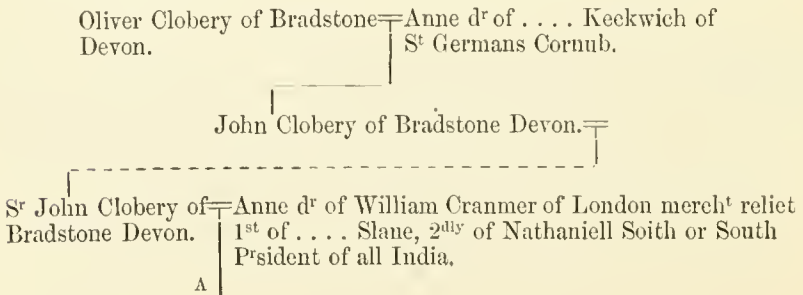 Oliver Clobery of Bradstone=Anne dʳ of . . . . Keckwich of
Devon. Sᵗ Germans Cornub.
John Clobery of Bradstone Devon.=
Sʳ John Clobery of=Anne dʳ of William Cranmer of London merchᵗ relict
Bradstone Devon. 1ˢᵗ of . . . . Slane, 2ᵈˡʸ of Nathaniell Soith or South
Pʳsident of all India.
A